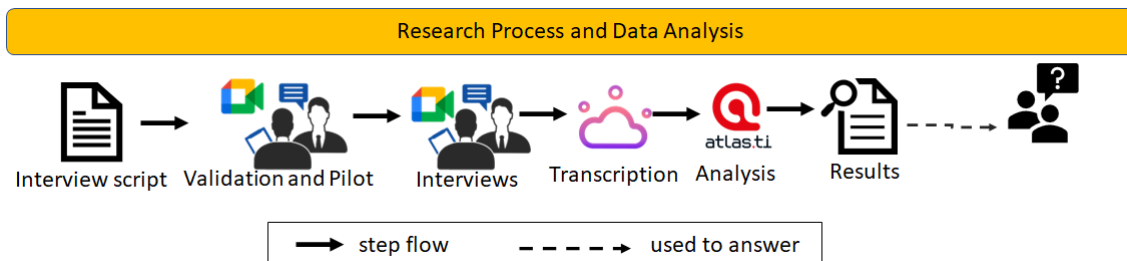 Research Process and Data Analysis
?
atlas.ti
Interview script
Validation and Pilot
Interviews
Transcription
Analysis
Results
step flow
used to answer